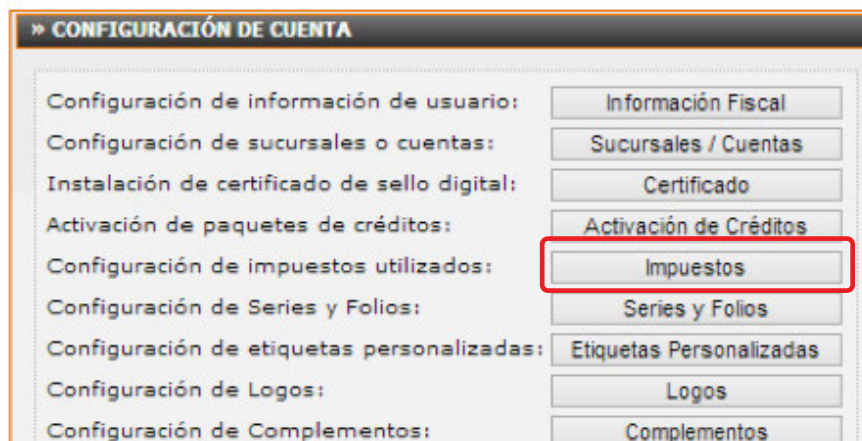 » CONFIGURACIÓN DE CUENTA
Configuración de información de usuario: Información Fiscal
Configuración de sucursales o cuentas: Sucursales / Cuentas
Instalación de certificado de sello digital: Certificado
Activación de paquetes de créditos: Activación de Créditos
Configuración de impuestos utilizados: Impuestos
Configuración de Series y Folios: Series y Folios
Configuración de etiquetas personalizadas: Etiquetas Personalizadas
Configuración de Logos: Logos
Configuración de Complementos: Complementos